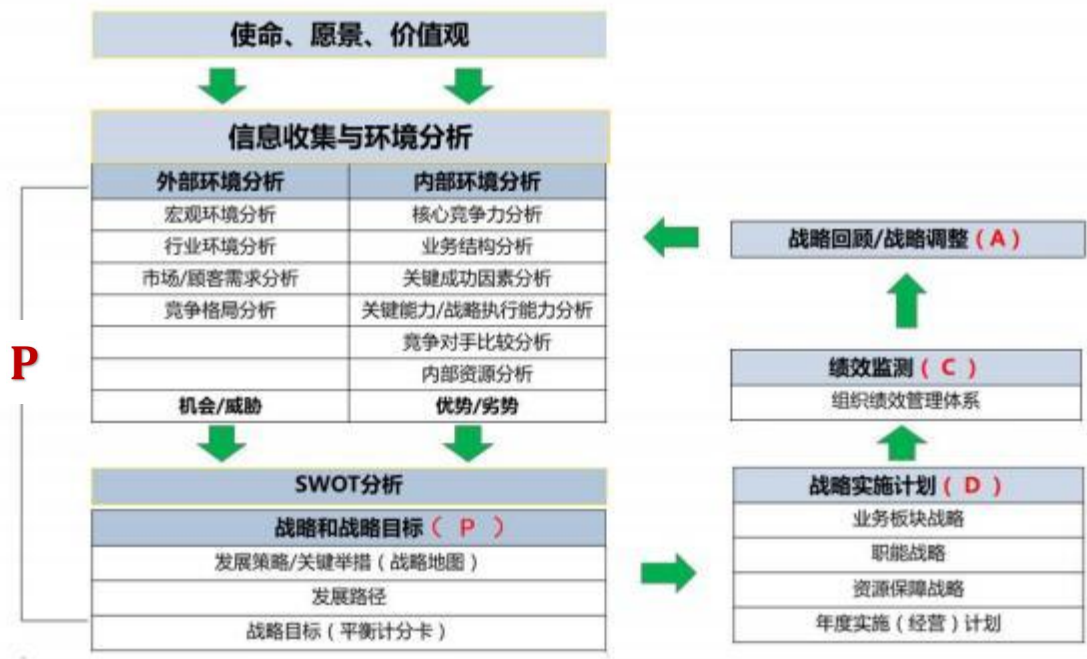 使命、愿景、价值观
信息收集与环境分析
外部环境分析 内部环境分析
宏观环境分析 核心竞争力分析
行业环境分析 业务结构分析
市场/顾客需求分析 关键成功因素分析
竞争格局分析 关键能力/战略执行能力分析
竞争对手比较分析
内部资源分析
机会/威胁 优势/劣势
P
SWOT分析
战略和战略目标( P )
发展策略/关键举措(战略地图)
发展路径
战略目标(平衡计分卡)
战略回顾/战略调整(A)
绩效监测( C )
组织绩效管理体系
战略实施计划( D )
业务板块战略
职能战略
资源保障战略
年度实施(经营)计划